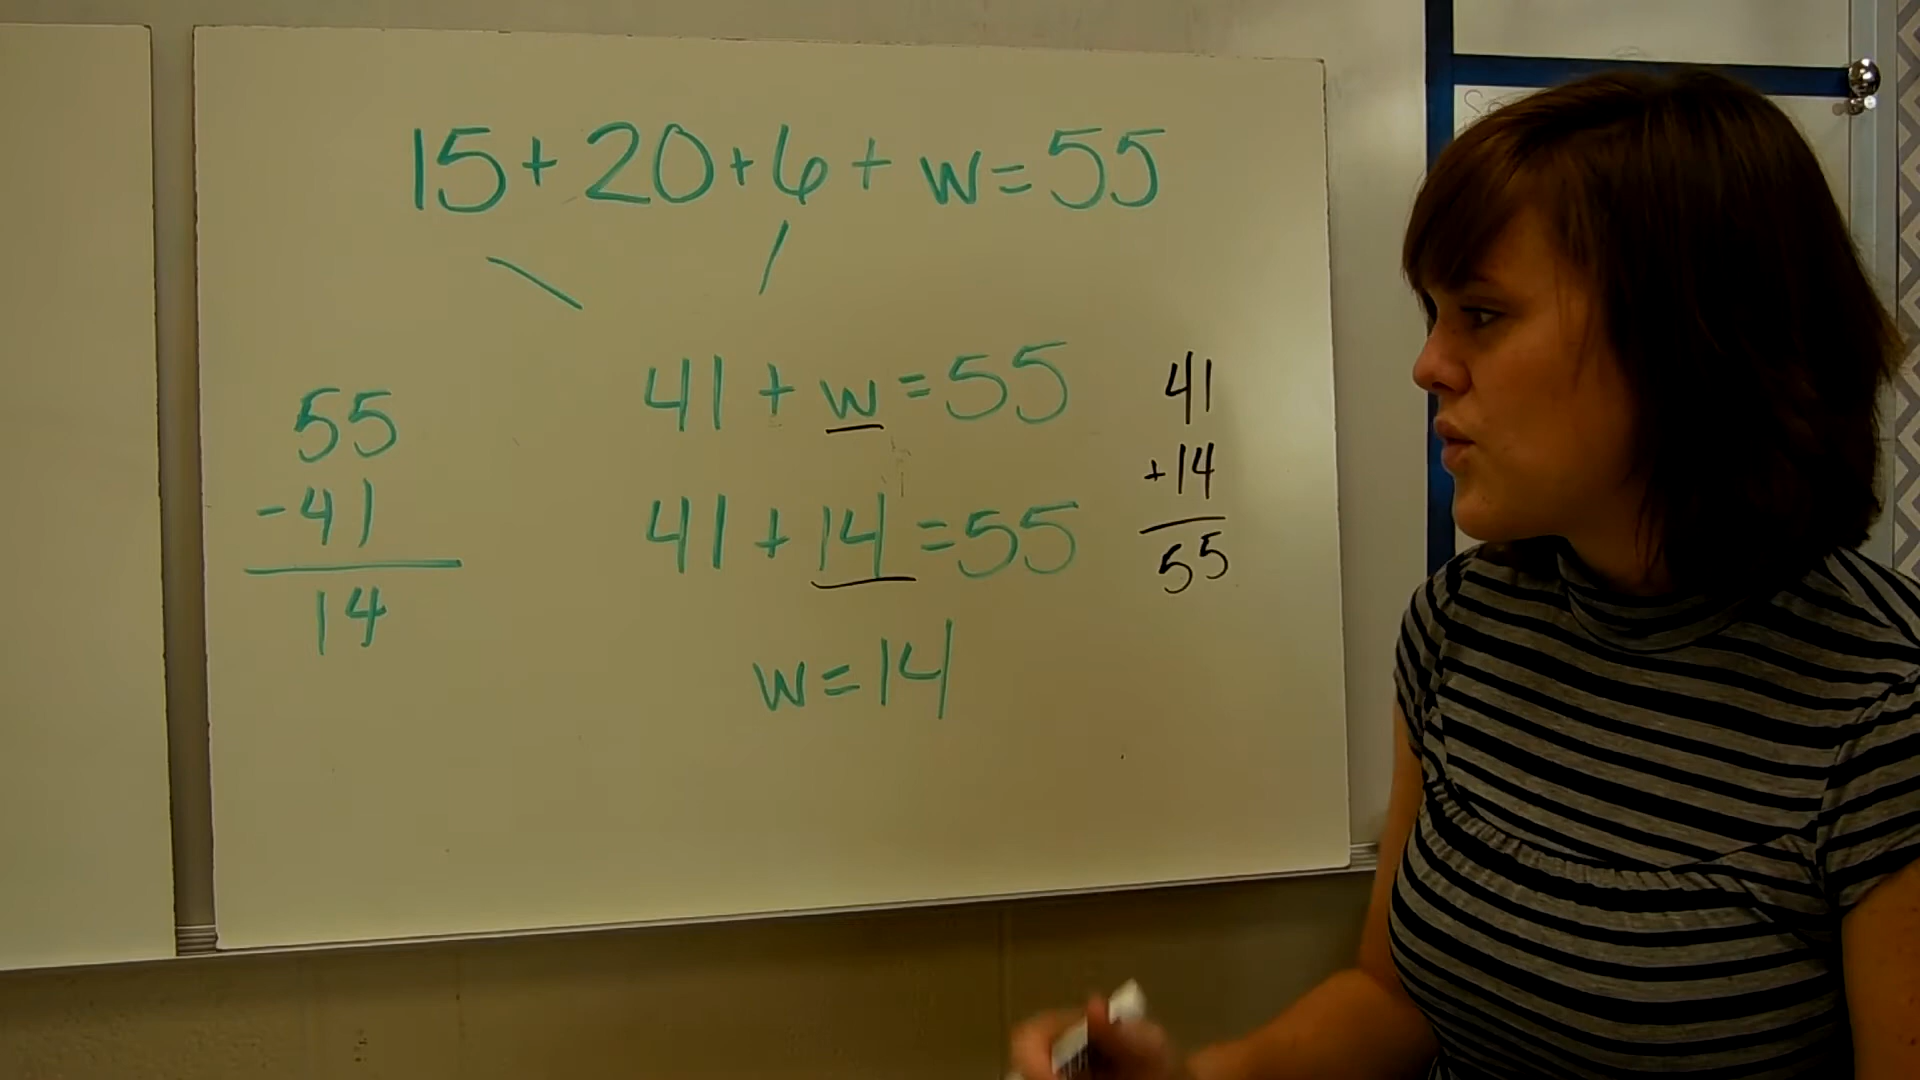 15 + 20 + 6 + w = 55
41 + w = 55
41 + 14 = 55
w = 14
55
- 41
14
41
+ 14
55